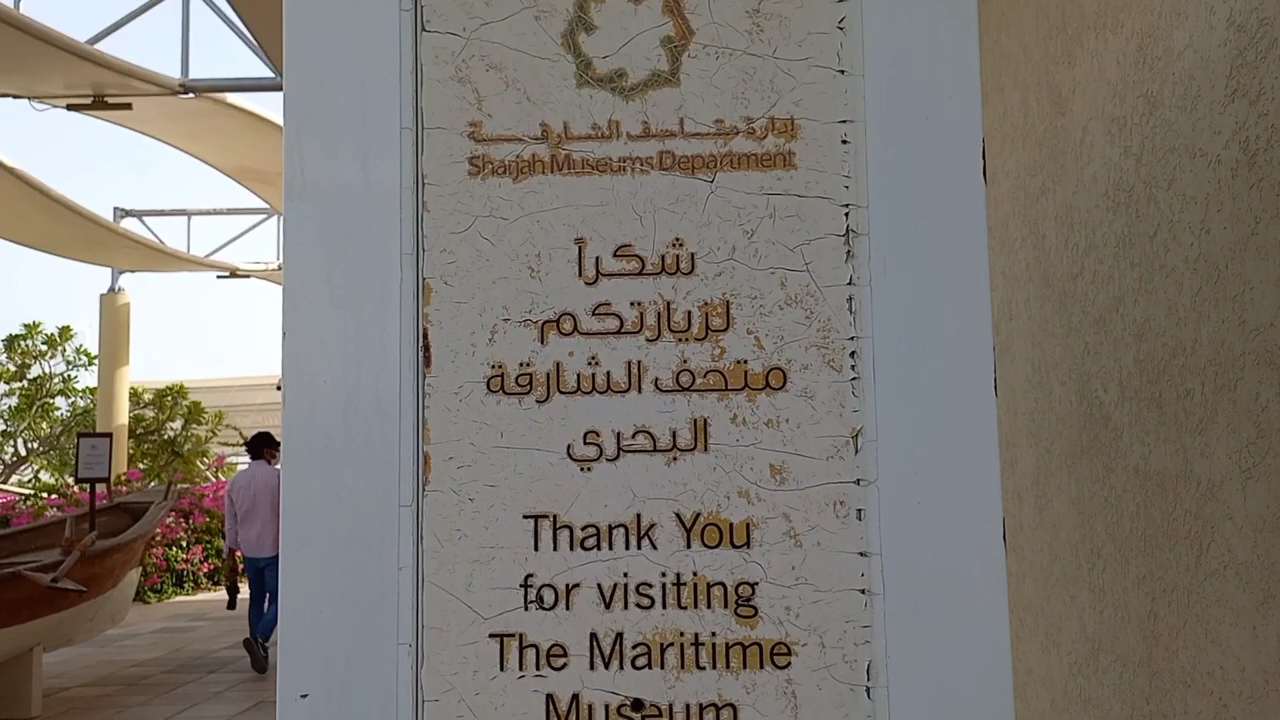 إدارة متاحف الشارقة
Sharjah Museums Department
شكراً
لزيارتكم
متحف الشارقة
البحري
Thank You
for visiting
The Maritime
Museum